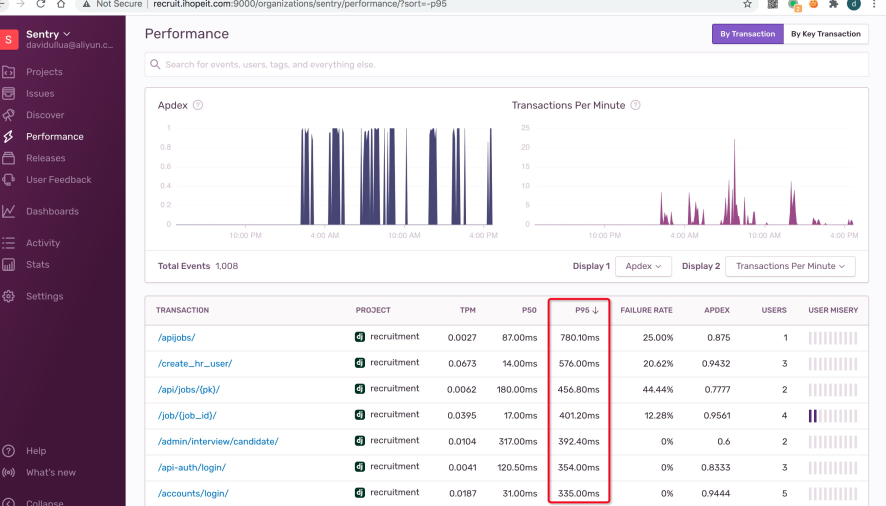 Not Secure | recruit.ihopeit.com:9000/organizations/sentry/performance/?sort=-p95
S
Sentry
davidullua@aliyun.c...
Projects
Issues
Discover
Performance
Releases
User Feedback
Dashboards
Activity
Stats
Settings
Help
What's new
Collapse
Performance
By Transaction By Key Transaction
Search for events, users, tags, and everything else.
Apdex ?
1
0.8
0.6
0.4
0.2
0
10:00 PM 4:00 AM 10:00 AM 4:00 PM
Transactions Per Minute ?
25
20
15
10
5
0
10:00 PM 4:00 AM 10:00 AM 4:00 PM
Total Events 1,008 Display 1 Apdex Display 2 Transactions Per Minute
TRANSACTION PROJECT TPM P50 P95 ↓ FAILURE RATE APDEX USERS USER MISERY
/apijobs/ dj recruitment 0.0027 87.00ms 780.10ms 25.00% 0.875 1
/create_hr_user/ dj recruitment 0.0673 14.00ms 576.00ms 20.62% 0.9432 3
/api/jobs/{pk}/ dj recruitment 0.0062 180.00ms 456.80ms 44.44% 0.7777 2
/job/{job_id}/ dj recruitment 0.0395 17.00ms 401.20ms 12.28% 0.9561 4
/admin/interview/candidate/ dj recruitment 0.0104 317.00ms 392.40ms 0% 0.6 2
/api-auth/login/ dj recruitment 0.0041 120.50ms 354.00ms 0% 0.8333 3
/accounts/login/ dj recruitment 0.0187 31.00ms 335.00ms 0% 0.9444 5